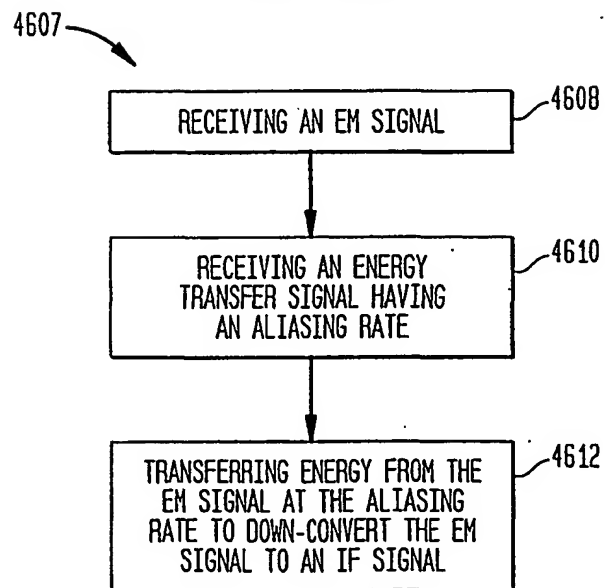 4607
RECEIVING AN EM SIGNAL
4608
RECEIVING AN ENERGY
TRANSFER SIGNAL HAVING
AN ALIASING RATE
4610
TRANSFERRING ENERGY FROM THE
EM SIGNAL AT THE ALIASING
RATE TO DOWN-CONVERT THE EM
SIGNAL TO AN IF SIGNAL
4612